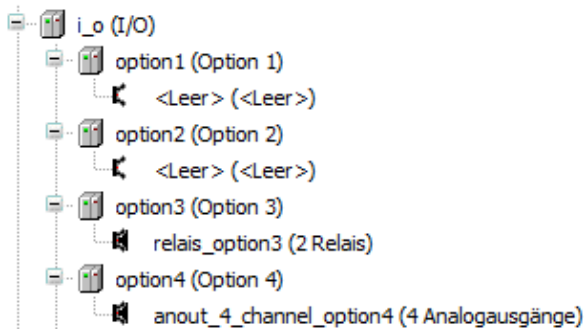 i_o (I/O)
option1 (Option 1)
<Leer> (<Leer>)
option2 (Option 2)
<Leer> (<Leer>)
option3 (Option 3)
relais_option3 (2 Relais)
option4 (Option 4)
anout_4_channel_option4 (4 Analogausgänge)